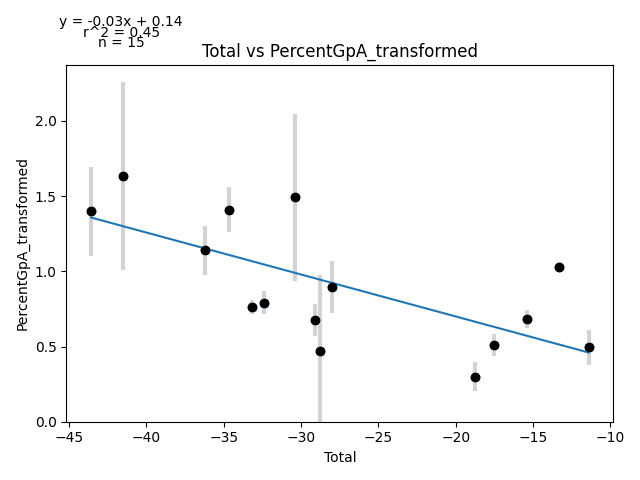 y = -0.03x + 0.14
r^2 = 0.45
n = 15
Total vs PercentGpA_transformed
PercentGpA_transformed
2.0
1.5
1.0
0.5
0.0
−45 −40 −35 −30 −25 −20 −15 −10
Total